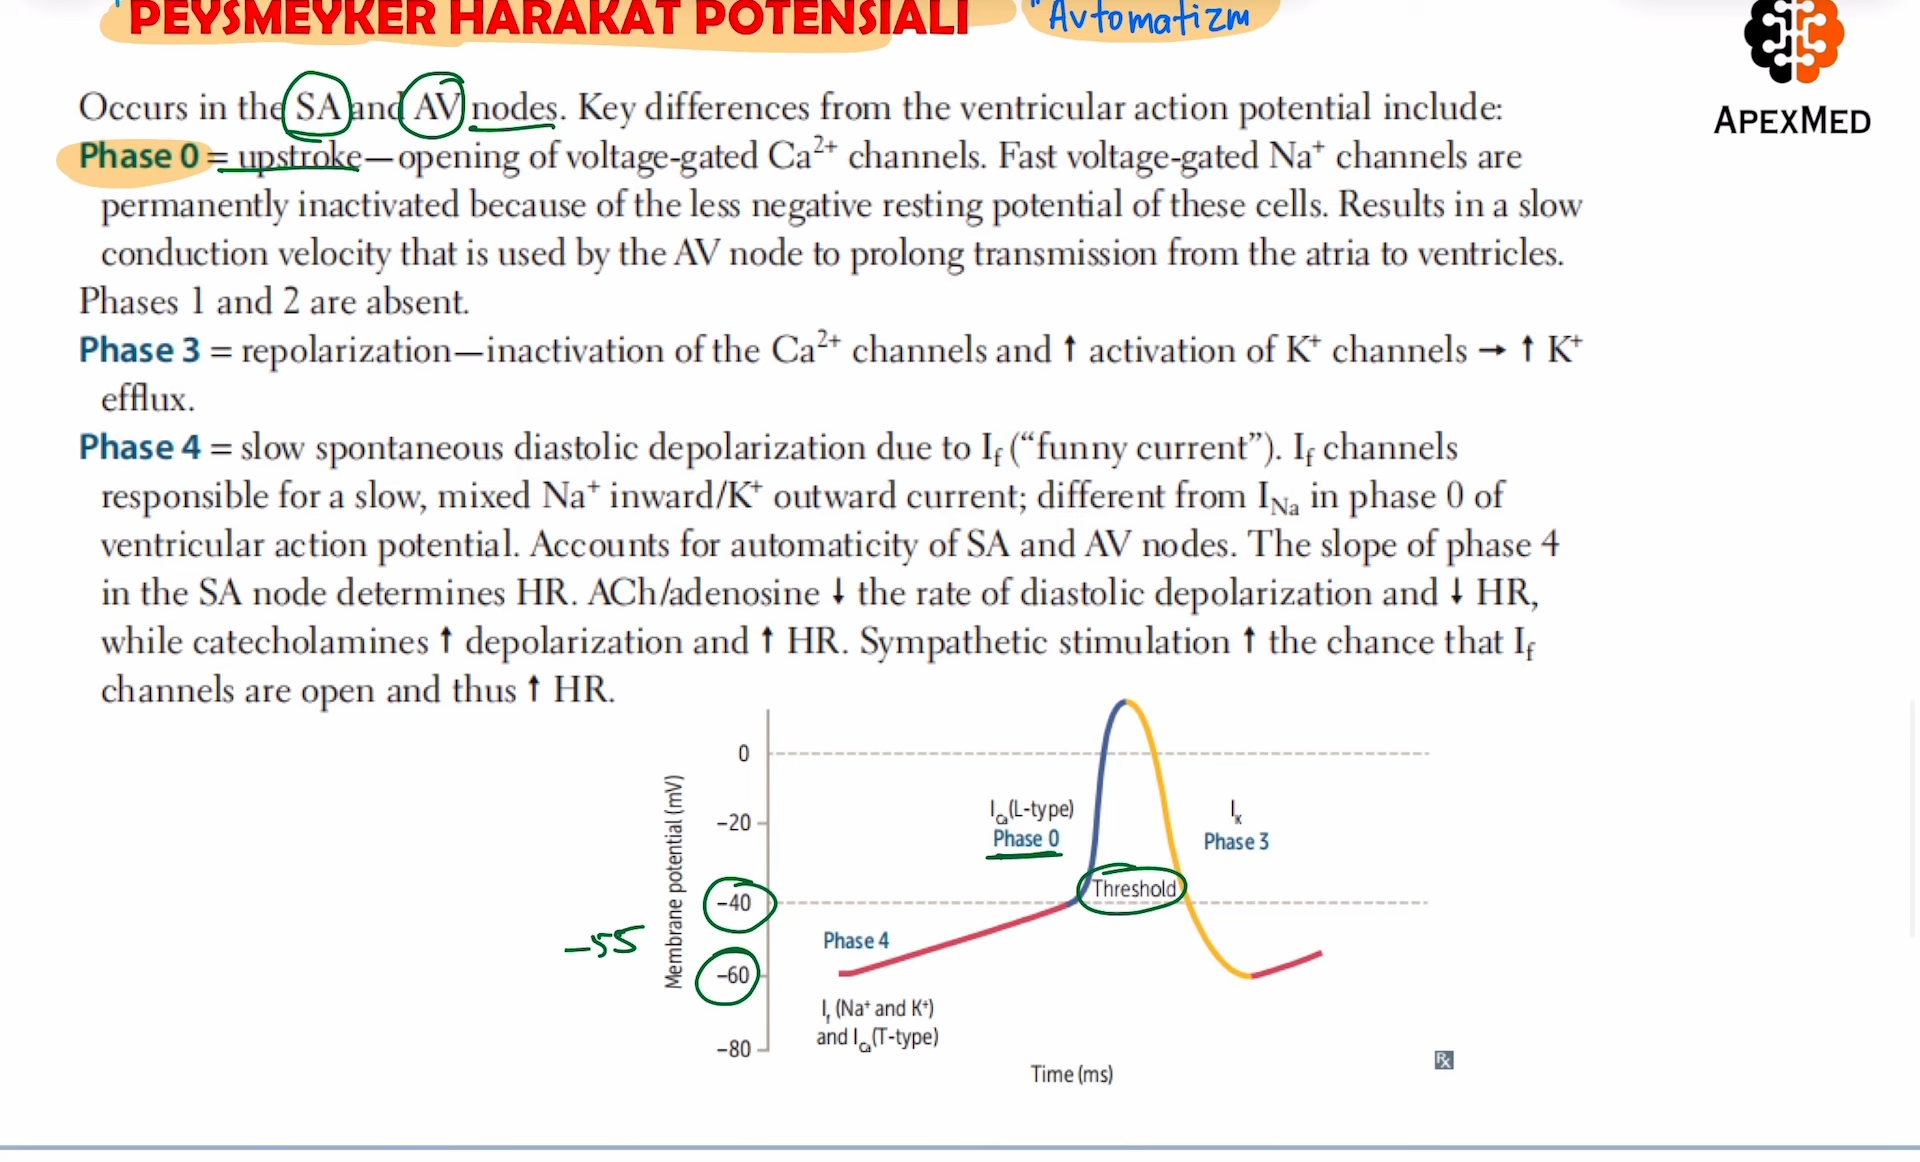 PEYSMEYKER HARAKAT POTENSIALI
"Avtomatizm
APEXMED
Occurs in the SA and AV nodes. Key differences from the ventricular action potential include:
Phase 0 = upstroke—opening of voltage-gated Ca²⁺ channels. Fast voltage-gated Na⁺ channels are
permanently inactivated because of the less negative resting potential of these cells. Results in a slow
conduction velocity that is used by the AV node to prolong transmission from the atria to ventricles.
Phases 1 and 2 are absent.
Phase 3 = repolarization—inactivation of the Ca²⁺ channels and ↑ activation of K⁺ channels → ↑ K⁺
efflux.
Phase 4 = slow spontaneous diastolic depolarization due to If (“funny current”). If channels
responsible for a slow, mixed Na⁺ inward/K⁺ outward current; different from INa in phase 0 of
ventricular action potential. Accounts for automaticity of SA and AV nodes. The slope of phase 4
in the SA node determines HR. ACh/adenosine ↓ the rate of diastolic depolarization and ↓ HR,
while catecholamines ↑ depolarization and ↑ HR. Sympathetic stimulation ↑ the chance that If
channels are open and thus ↑ HR.
Membrane potential (mV)
0
−20
−40
−60
−80
−55
ICa (L-type)
Phase 0
IK
Phase 3
Threshold
Phase 4
If (Na⁺ and K⁺)
and ICa (T-type)
Time (ms)
Rx